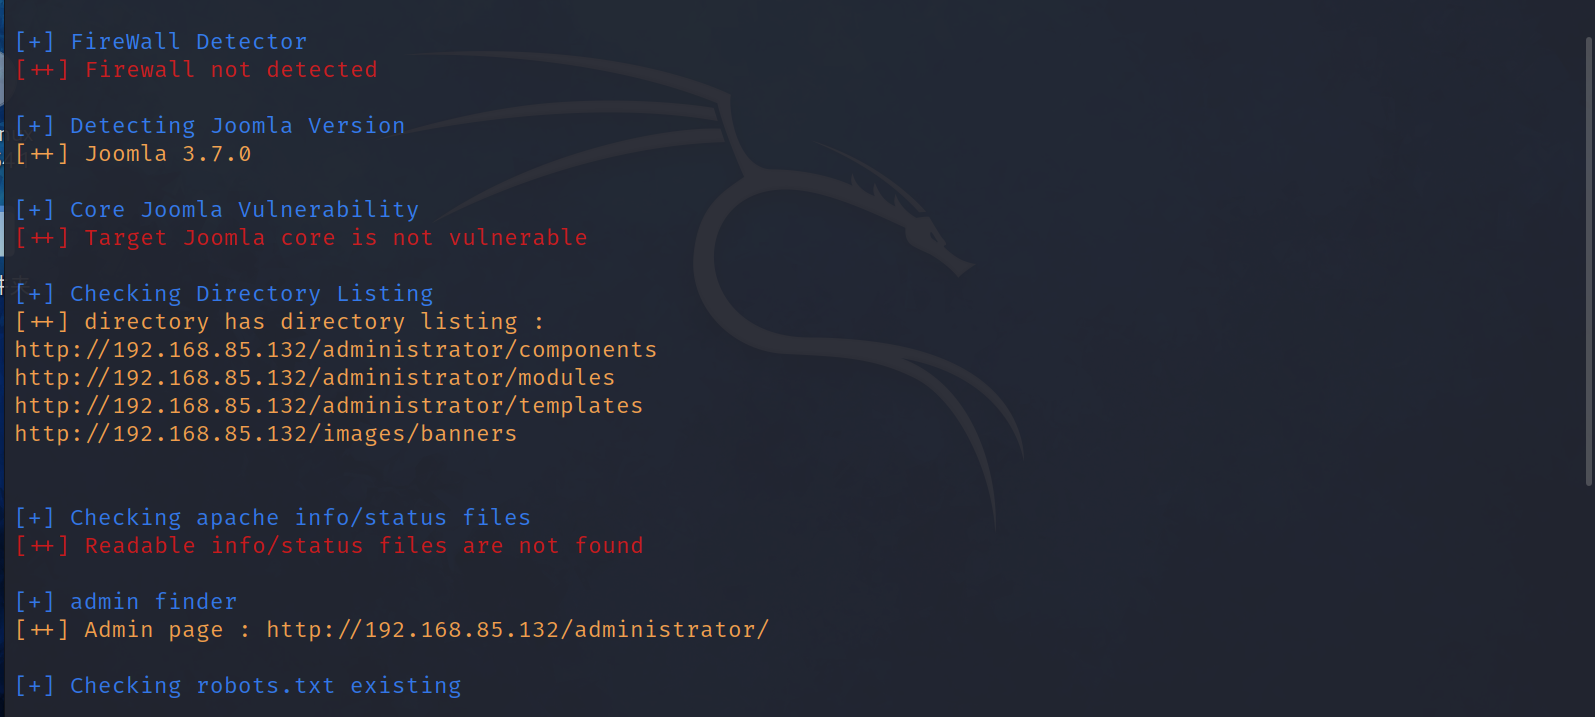 [+] FireWall Detector
[++] Firewall not detected
[+] Detecting Joomla Version
[++] Joomla 3.7.0
[+] Core Joomla Vulnerability
[++] Target Joomla core is not vulnerable
[+] Checking Directory Listing
[++] directory has directory listing :
http://192.168.85.132/administrator/components
http://192.168.85.132/administrator/modules
http://192.168.85.132/administrator/templates
http://192.168.85.132/images/banners
[+] Checking apache info/status files
[++] Readable info/status files are not found
[+] admin finder
[++] Admin page : http://192.168.85.132/administrator/
[+] Checking robots.txt existing